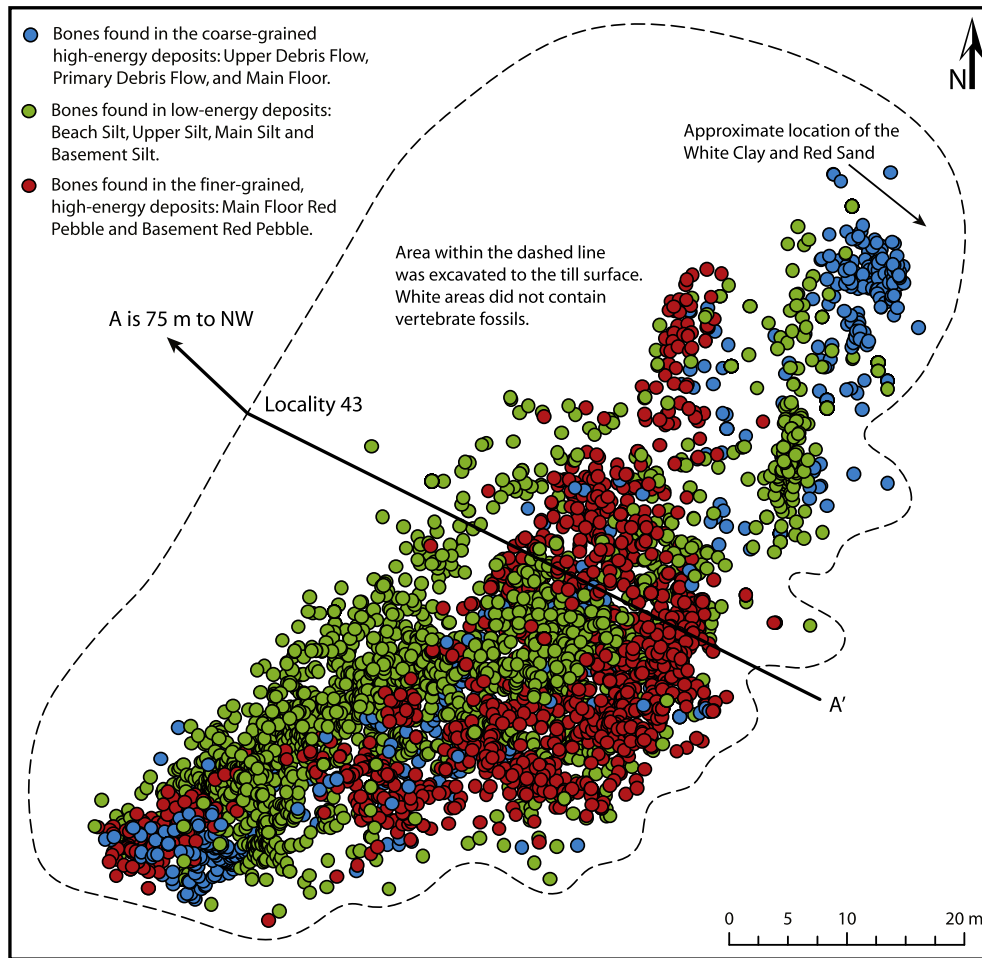 Bones found in the coarse-grained
high-energy deposits: Upper Debris Flow,
Primary Debris Flow, and Main Floor.
Bones found in low-energy deposits:
Beach Silt, Upper Silt, Main Silt and
Basement Silt.
Bones found in the finer-grained,
high-energy deposits: Main Floor Red
Pebble and Basement Red Pebble.
N
Approximate location of the
White Clay and Red Sand
Area within the dashed line
was excavated to the till surface.
White areas did not contain
vertebrate fossils.
A is 75 m to NW
Locality 43
A′
0 5 10 20 m